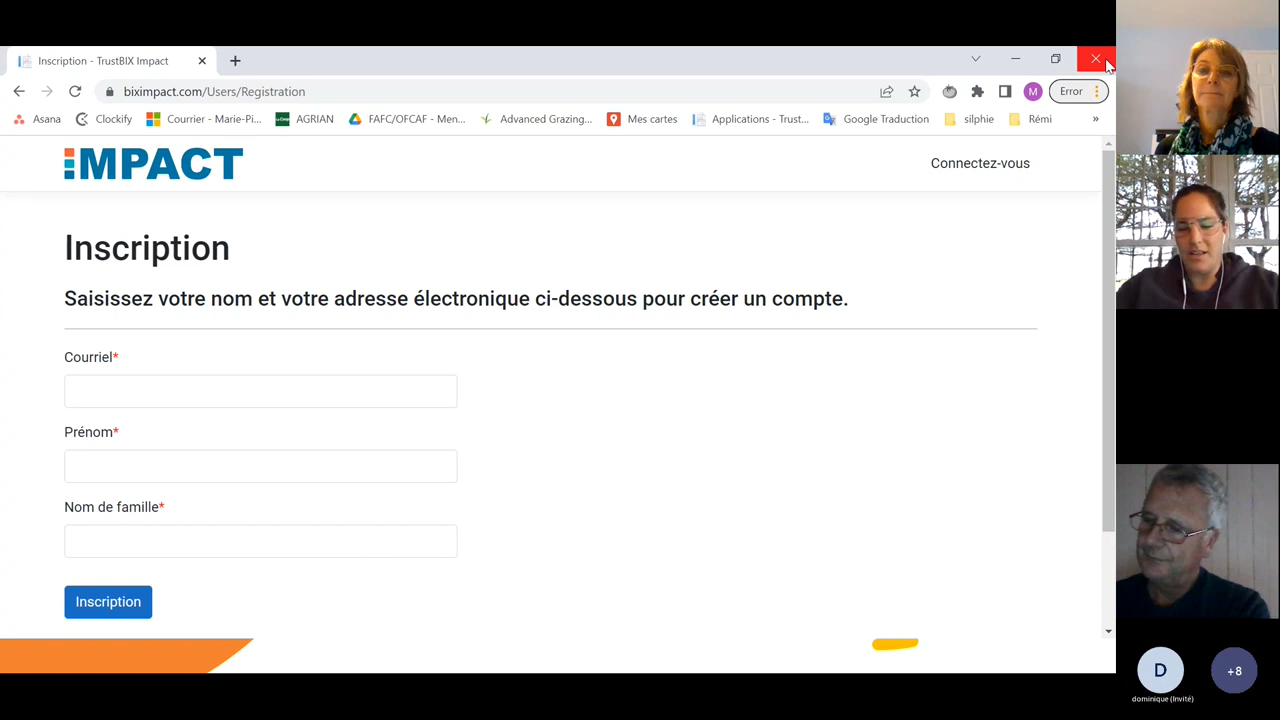 Inscription - TrustBIX Impact
biximpact.com/Users/Registration
M
Error
Asana
Clockify
Courrier - Marie-Pi...
AGRIAN
FAFC/OFCAF - Men...
Advanced Grazing...
Mes cartes
Applications - Trust...
Google Traduction
silphie
Rémi
»
IMPACT
Connectez-vous
Inscription
Saisissez votre nom et votre adresse électronique ci-dessous pour créer un compte.
Courriel*
Prénom*
Nom de famille*
Inscription
D
+8
dominique (Invité)